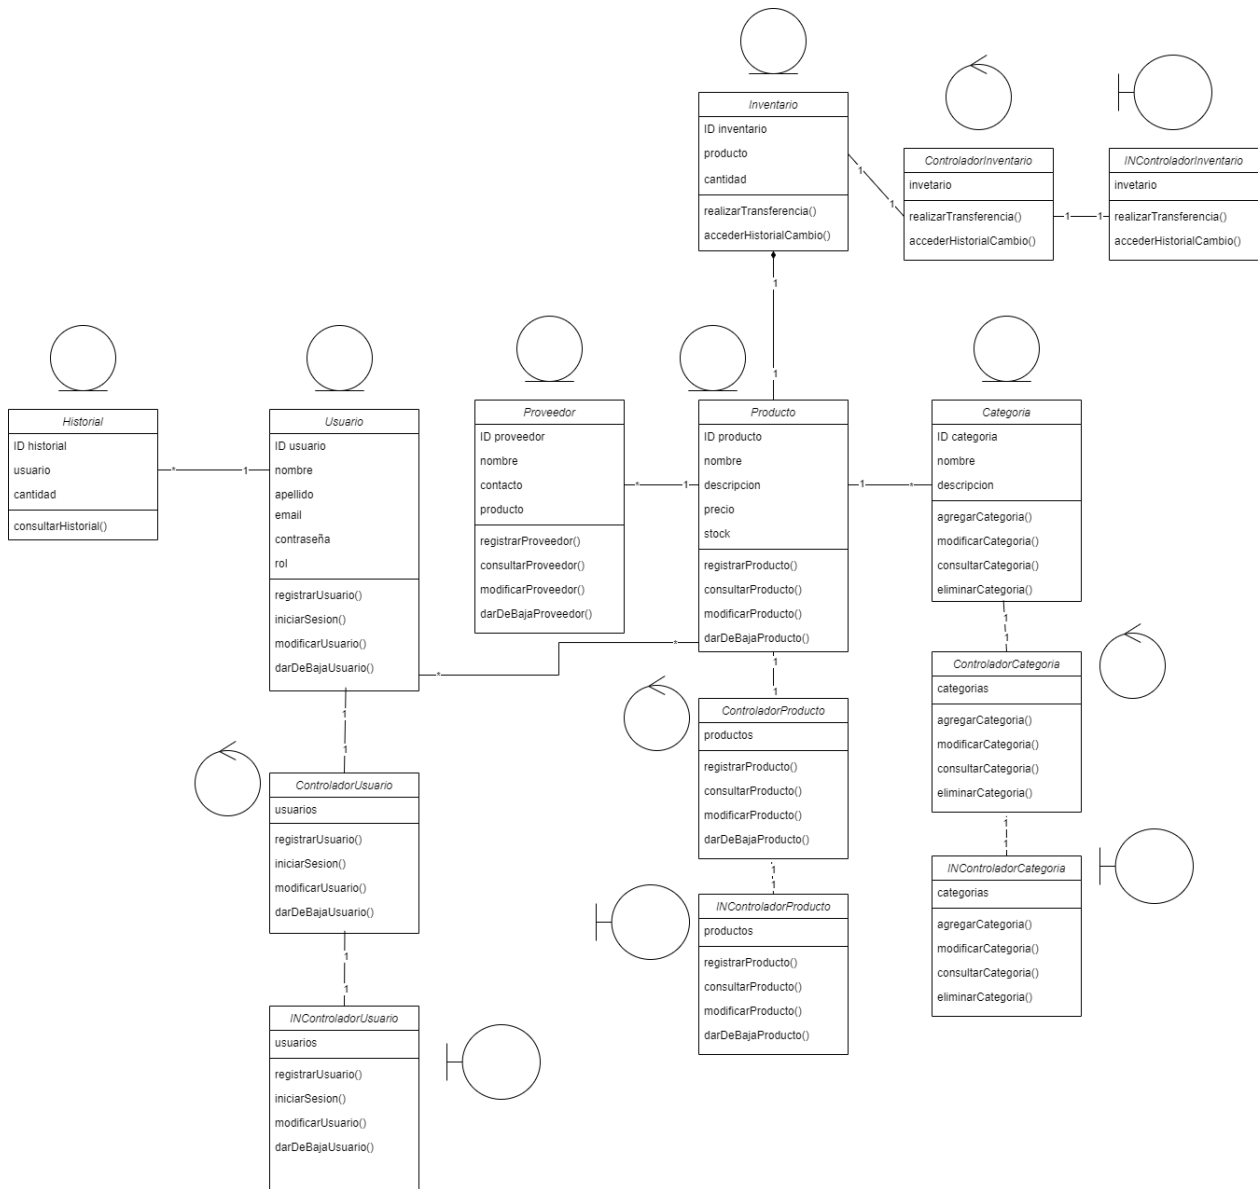 Inventario
ID inventario
producto
cantidad
realizarTransferencia()
accederHistorialCambio()
1
1
ControladorInventario
invetario
realizarTransferencia()
accederHistorialCambio()
1
1
INControladorInventario
invetario
realizarTransferencia()
accederHistorialCambio()
1
1
Historial
ID historial
usuario
cantidad
consultarHistorial()
*
1
Usuario
ID usuario
nombre
apellido
email
contraseña
rol
registrarUsuario()
iniciarSesion()
modificarUsuario()
darDeBajaUsuario()
Proveedor
ID proveedor
nombre
contacto
producto
registrarProveedor()
consultarProveedor()
modificarProveedor()
darDeBajaProveedor()
*
1
Producto
ID producto
nombre
descripcion
precio
stock
registrarProducto()
consultarProducto()
modificarProducto()
darDeBajaProducto()
1
*
Categoria
ID categoria
nombre
descripcion
agregarCategoria()
modificarCategoria()
consultarCategoria()
eliminarCategoria()
*
*
1
1
ControladorUsuario
usuarios
registrarUsuario()
iniciarSesion()
modificarUsuario()
darDeBajaUsuario()
1
1
INControladorUsuario
usuarios
registrarUsuario()
iniciarSesion()
modificarUsuario()
darDeBajaUsuario()
1
1
ControladorProducto
productos
registrarProducto()
consultarProducto()
modificarProducto()
darDeBajaProducto()
1
1
INControladorProducto
productos
registrarProducto()
consultarProducto()
modificarProducto()
darDeBajaProducto()
1
1
ControladorCategoria
categorias
agregarCategoria()
modificarCategoria()
consultarCategoria()
eliminarCategoria()
1
1
INControladorCategoria
categorias
agregarCategoria()
modificarCategoria()
consultarCategoria()
eliminarCategoria()